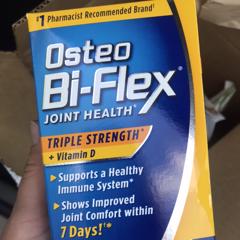 #1 Pharmacist Recommended Brand†
Osteo
Bi-Flex®
JOINT HEALTH*
TRIPLE STRENGTH*
+ Vitamin D
Supports a Healthy
Immune System*
Shows Improved
Joint Comfort within
7 Days!‡*